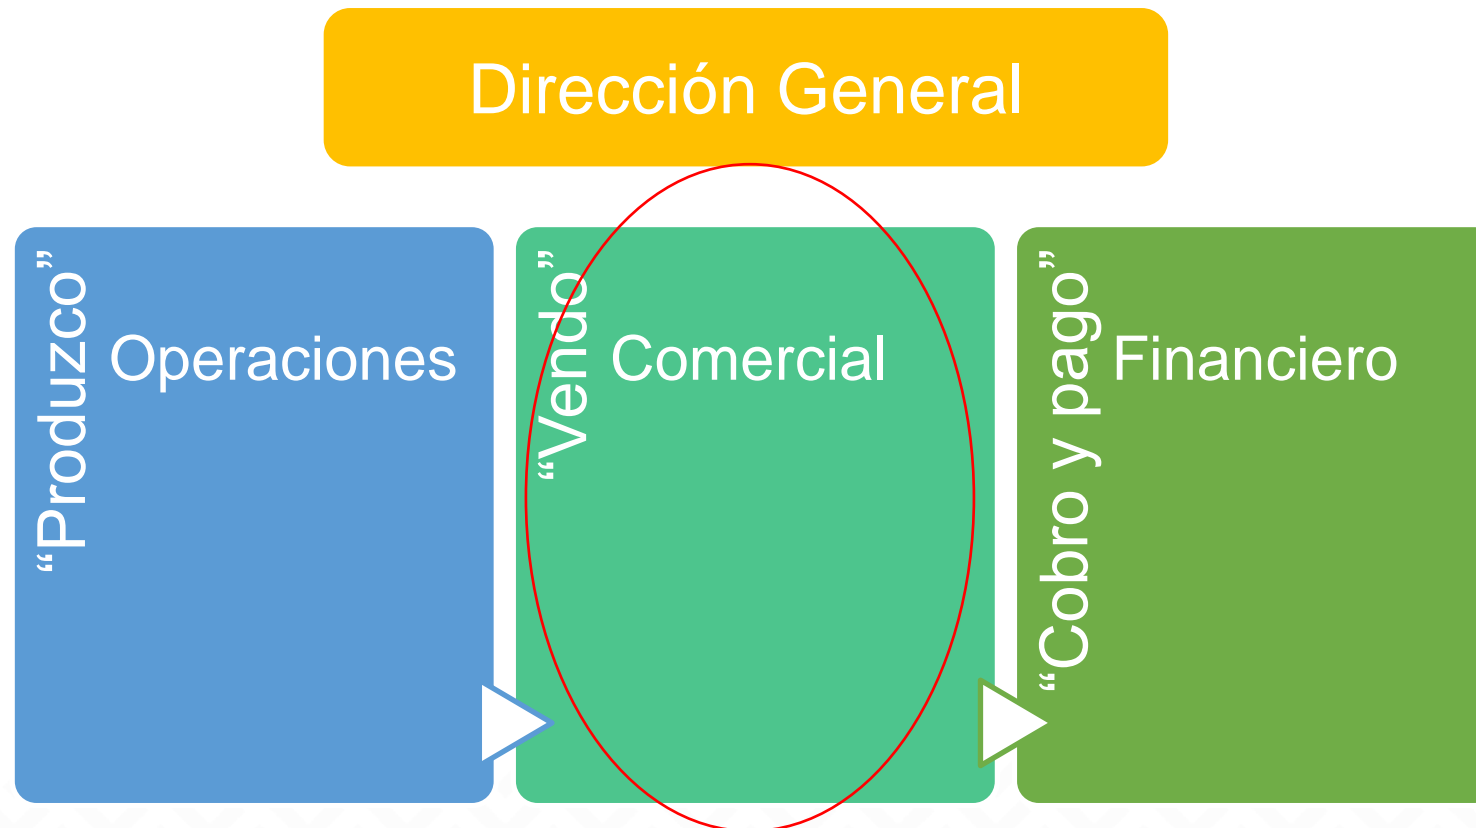 Dirección General
“Produzco”
Operaciones
“Vendo”
Comercial
“Cobro y pago”
Financiero